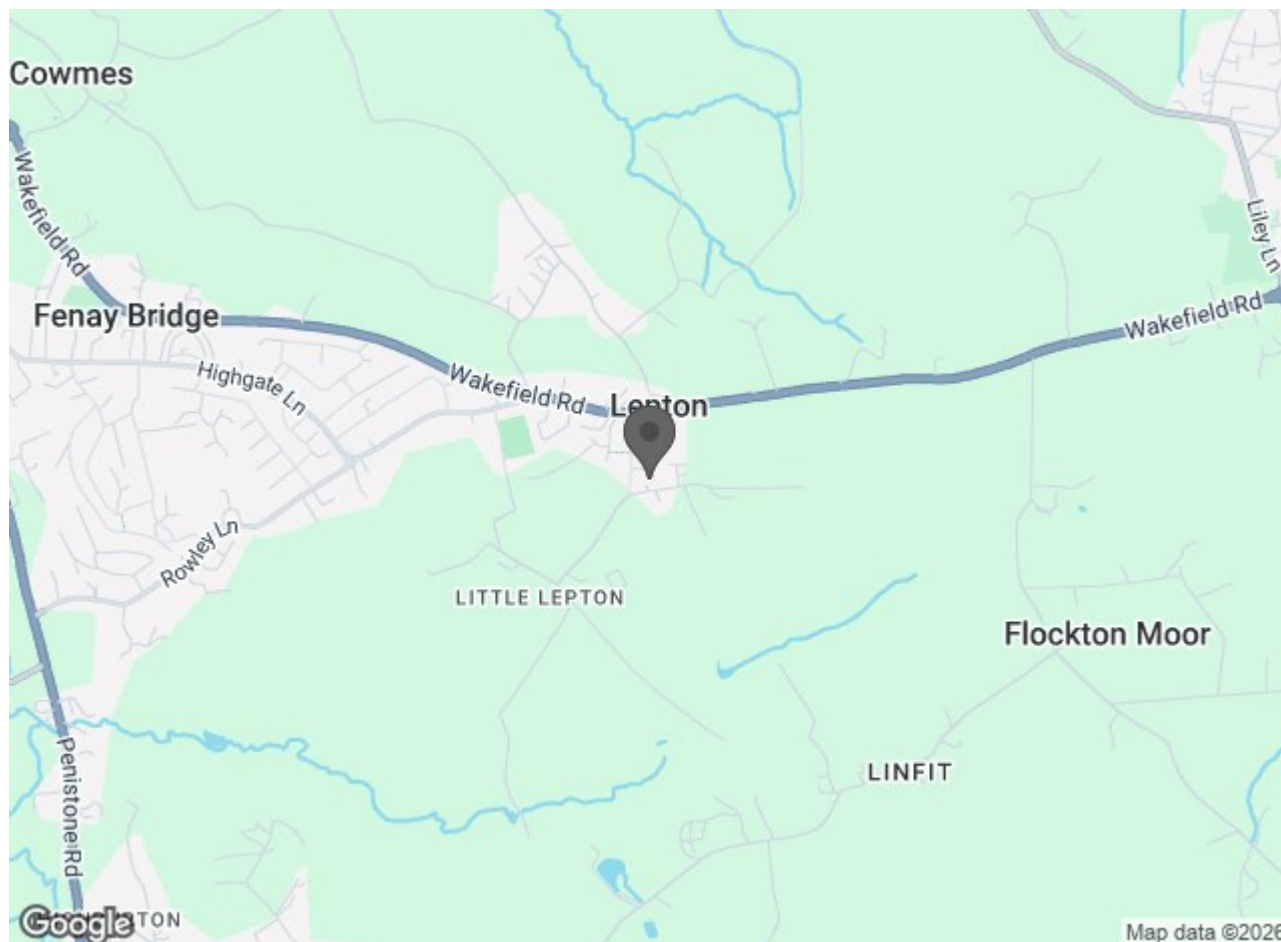 Cowmes
Wakefield Rd
Liley Ln
Fenay Bridge
Wakefield Rd
Highgate Ln
Wakefield Rd
Lepton
Rowley Ln
LITTLE LEPTON
Flockton Moor
Penistone Rd
LINFIT
Google
Map data ©2026